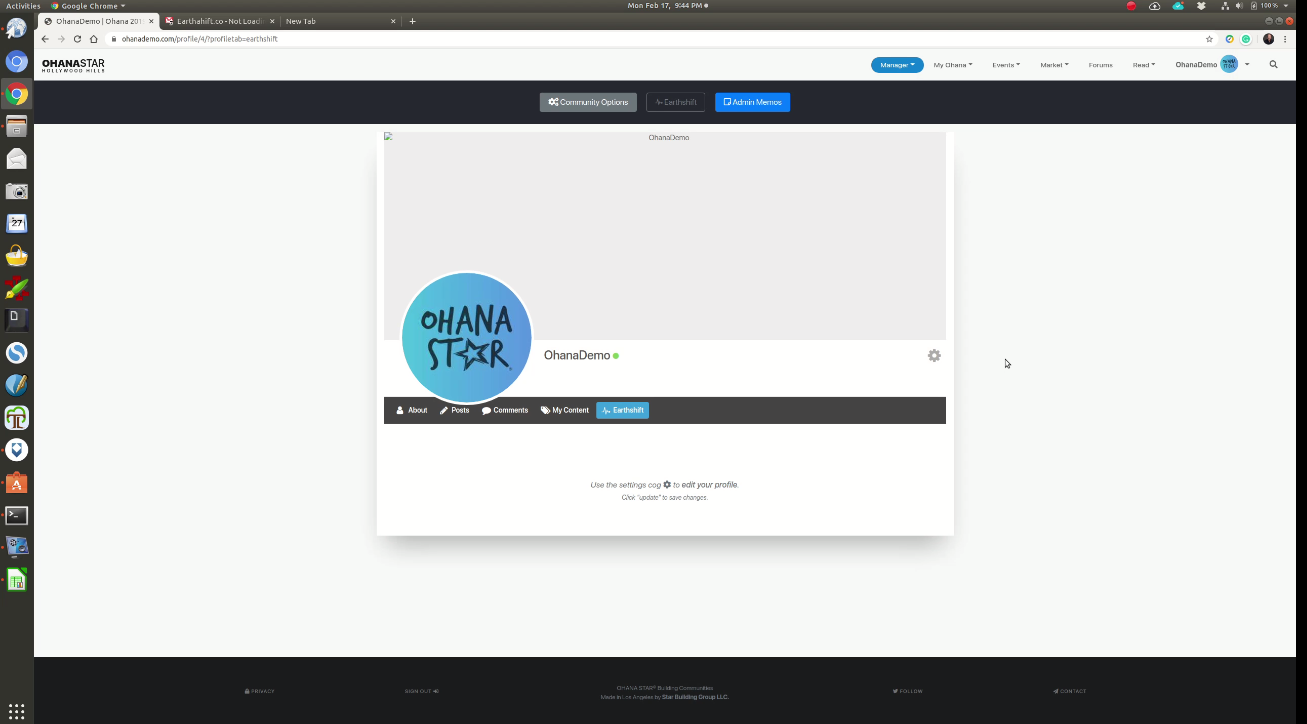 Activities Google Chrome Mon Feb 17, 9:44 PM 100%
OhanaDemo | Ohana 201 Earthahift.co - Not Loadi New Tab
ohanademo.com/profile/4/?profiletab=earthshift
OHANASTAR
HOLLYWOOD HILLS
Manager My Ohana Events Market Forums Read OhanaDemo
Community Options Earthshift Admin Memos
OhanaDemo
27
OHANA
STAR
OhanaDemo
About Posts Comments My Content Earthshift
Use the settings cog to edit your profile.
Click "update" to save changes.
PRIVACY SIGN OUT OHANA STAR® Building Communities FOLLOW CONTACT
Made in Los Angeles by Star Building Group LLC.